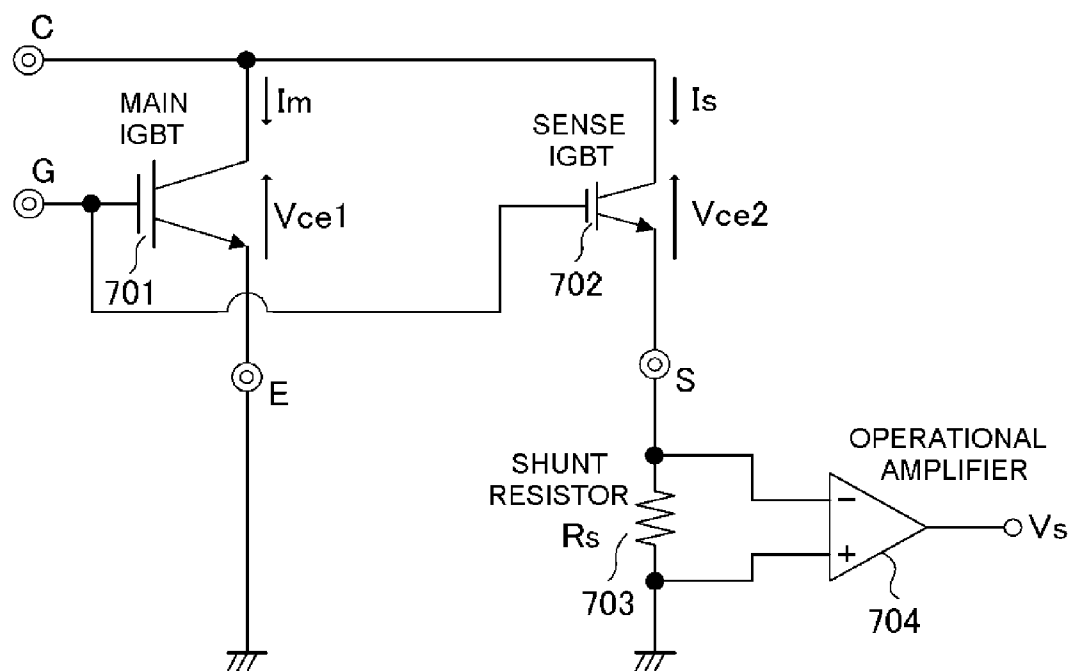 C
MAIN
IGBT
Im
SENSE
IGBT
Is
G
Vce1
Vce2
701
702
E
S
SHUNT
RESISTOR
Rs
703
OPERATIONAL
AMPLIFIER
−
+
Vs
704